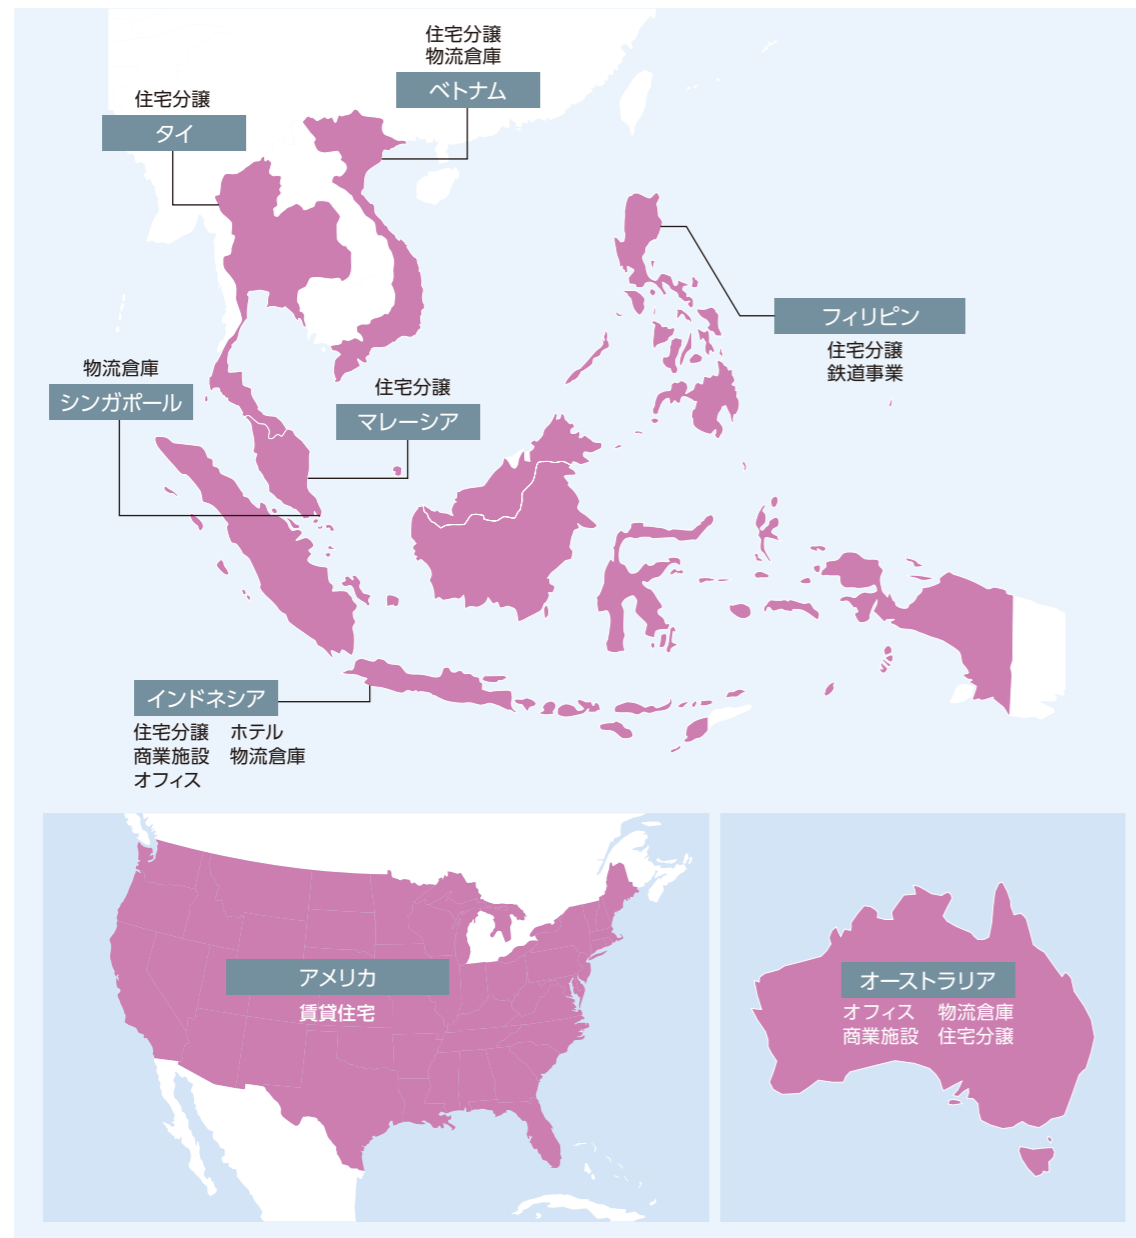 住宅分譲
物流倉庫
ベトナム
住宅分譲
タイ
フィリピン
住宅分譲
鉄道事業
物流倉庫
シンガポール
住宅分譲
マレーシア
インドネシア
住宅分譲 ホテル
商業施設 物流倉庫
オフィス
アメリカ
賃貸住宅
オーストラリア
オフィス 物流倉庫
商業施設 住宅分譲